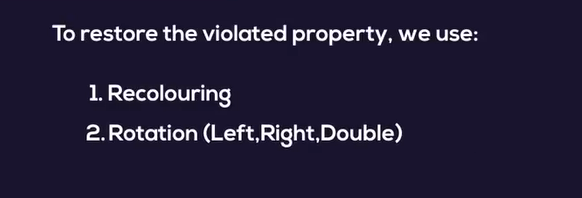 To restore the violated property, we use:
1. Recolouring
2. Rotation (Left,Right,Double)